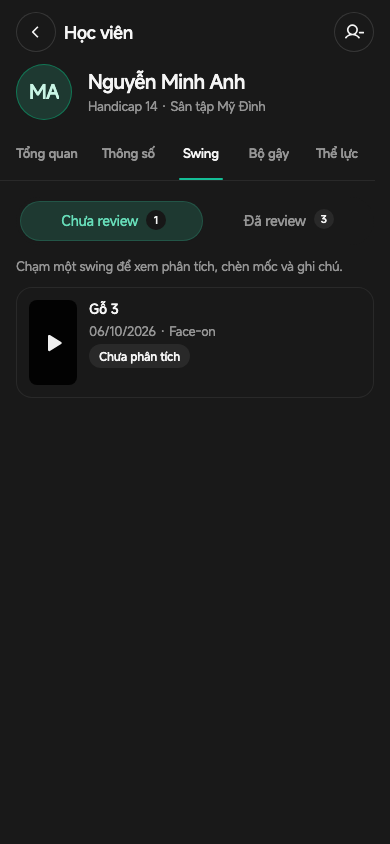 Học viên
MA
Nguyễn Minh Anh
Handicap 14 · Sân tập Mỹ Đình
Tổng quan Thông số Swing Bộ gậy Thể lực
Chưa review 1 Đã review 3
Chạm một swing để xem phân tích, chèn mốc và ghi chú.
Gỗ 3
06/10/2026 · Face-on
Chưa phân tích